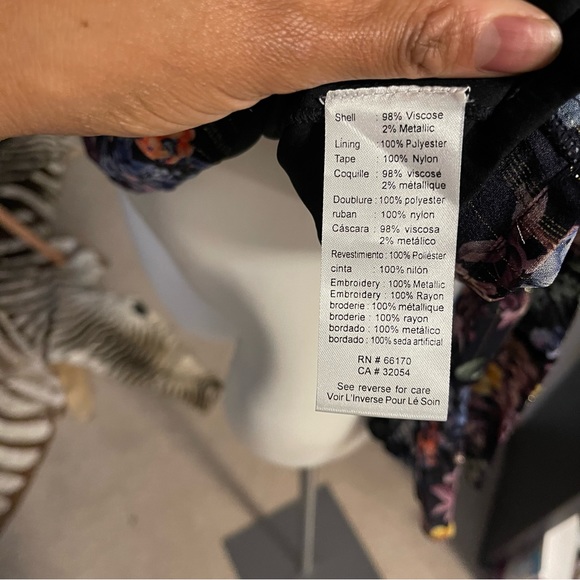 Shell : 98% Viscose
2% Metallic
Lining : 100% Polyester
Tape : 100% Nylon
Coquille : 98% viscosé
2% métallique
Doublure : 100% polyester
ruban : 100% nylon
Cáscara : 98% viscosa
2% metálico
Revestimiento : 100% Poliéster
cinta : 100% nilón
Embroidery : 100% Metallic
Embroidery : 100% Rayon
broderie : 100% métallique
broderie : 100% rayon
bordado : 100% metálico
bordado : 100% seda artificial
RN # 66170
CA # 32054
See reverse for care
Voir L'Inverse Pour Lé Soin